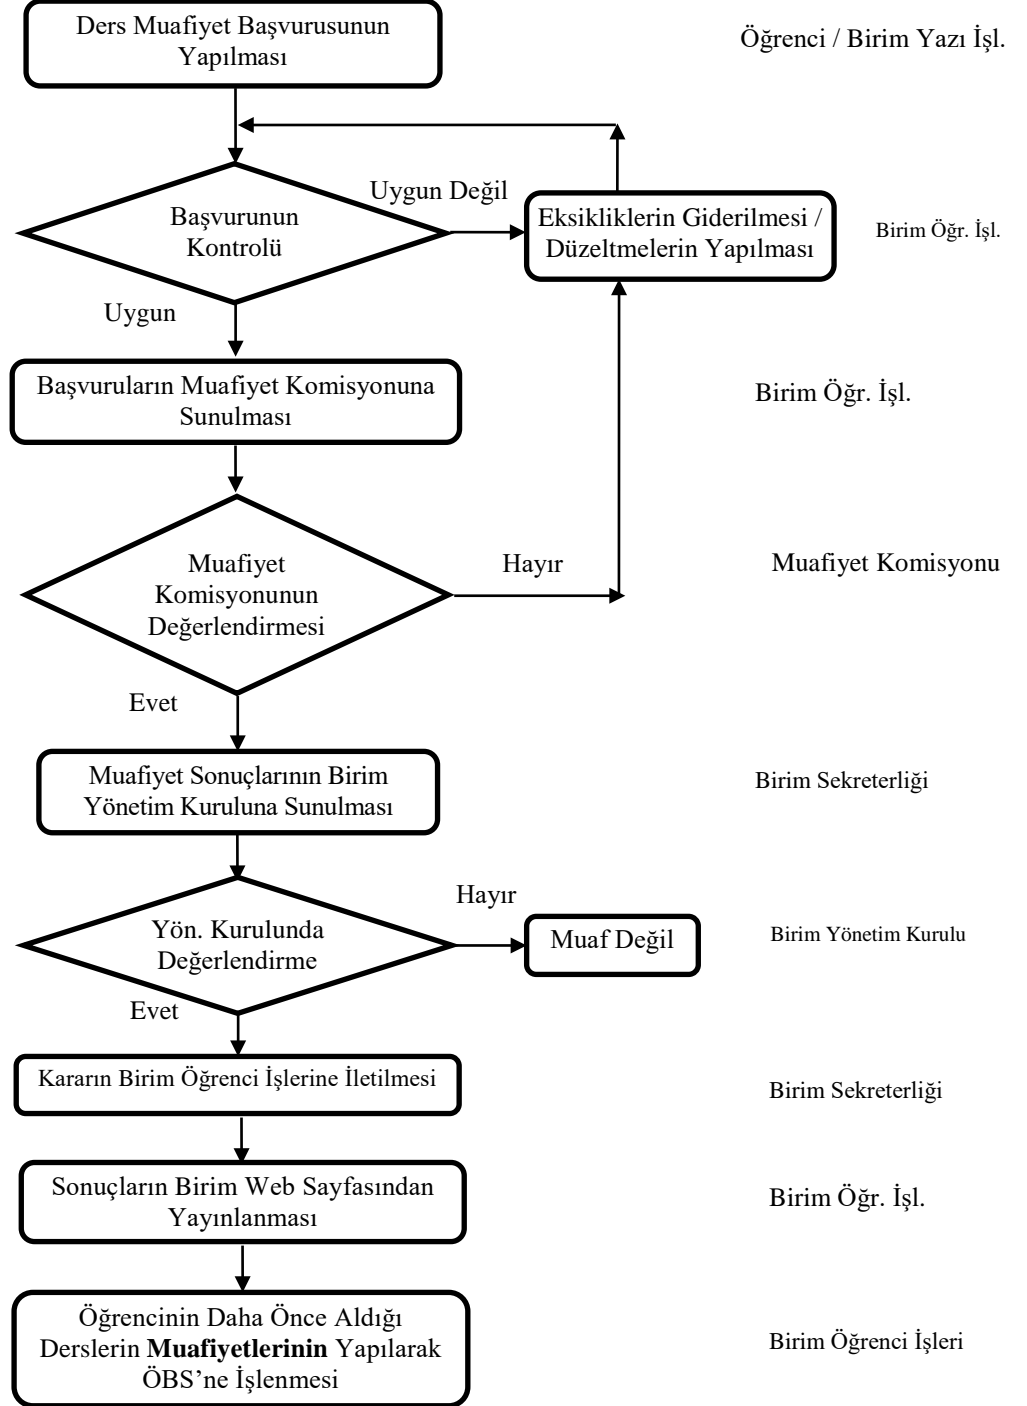 Ders Muafiyet Başvurusunun
Yapılması
Öğrenci / Birim Yazı İşl.
Uygun Değil
Başvurunun
Kontrolü
Eksikliklerin Giderilmesi /
Düzeltmelerin Yapılması
Birim Öğr. İşl.
Uygun
Başvuruların Muafiyet Komisyonuna
Sunulması
Birim Öğr. İşl.
Muafiyet
Komisyonunun
Değerlendirmesi
Hayır
Muafiyet Komisyonu
Evet
Muafiyet Sonuçlarının Birim
Yönetim Kuruluna Sunulması
Birim Sekreterliği
Hayır
Yön. Kurulunda
Değerlendirme
Muaf Değil
Birim Yönetim Kurulu
Evet
Kararın Birim Öğrenci İşlerine İletilmesi
Birim Sekreterliği
Sonuçların Birim Web Sayfasından
Yayınlanması
Birim Öğr. İşl.
Öğrencinin Daha Önce Aldığı
Derslerin Muafiyetlerinin Yapılarak
ÖBS’ne İşlenmesi
Birim Öğrenci İşleri